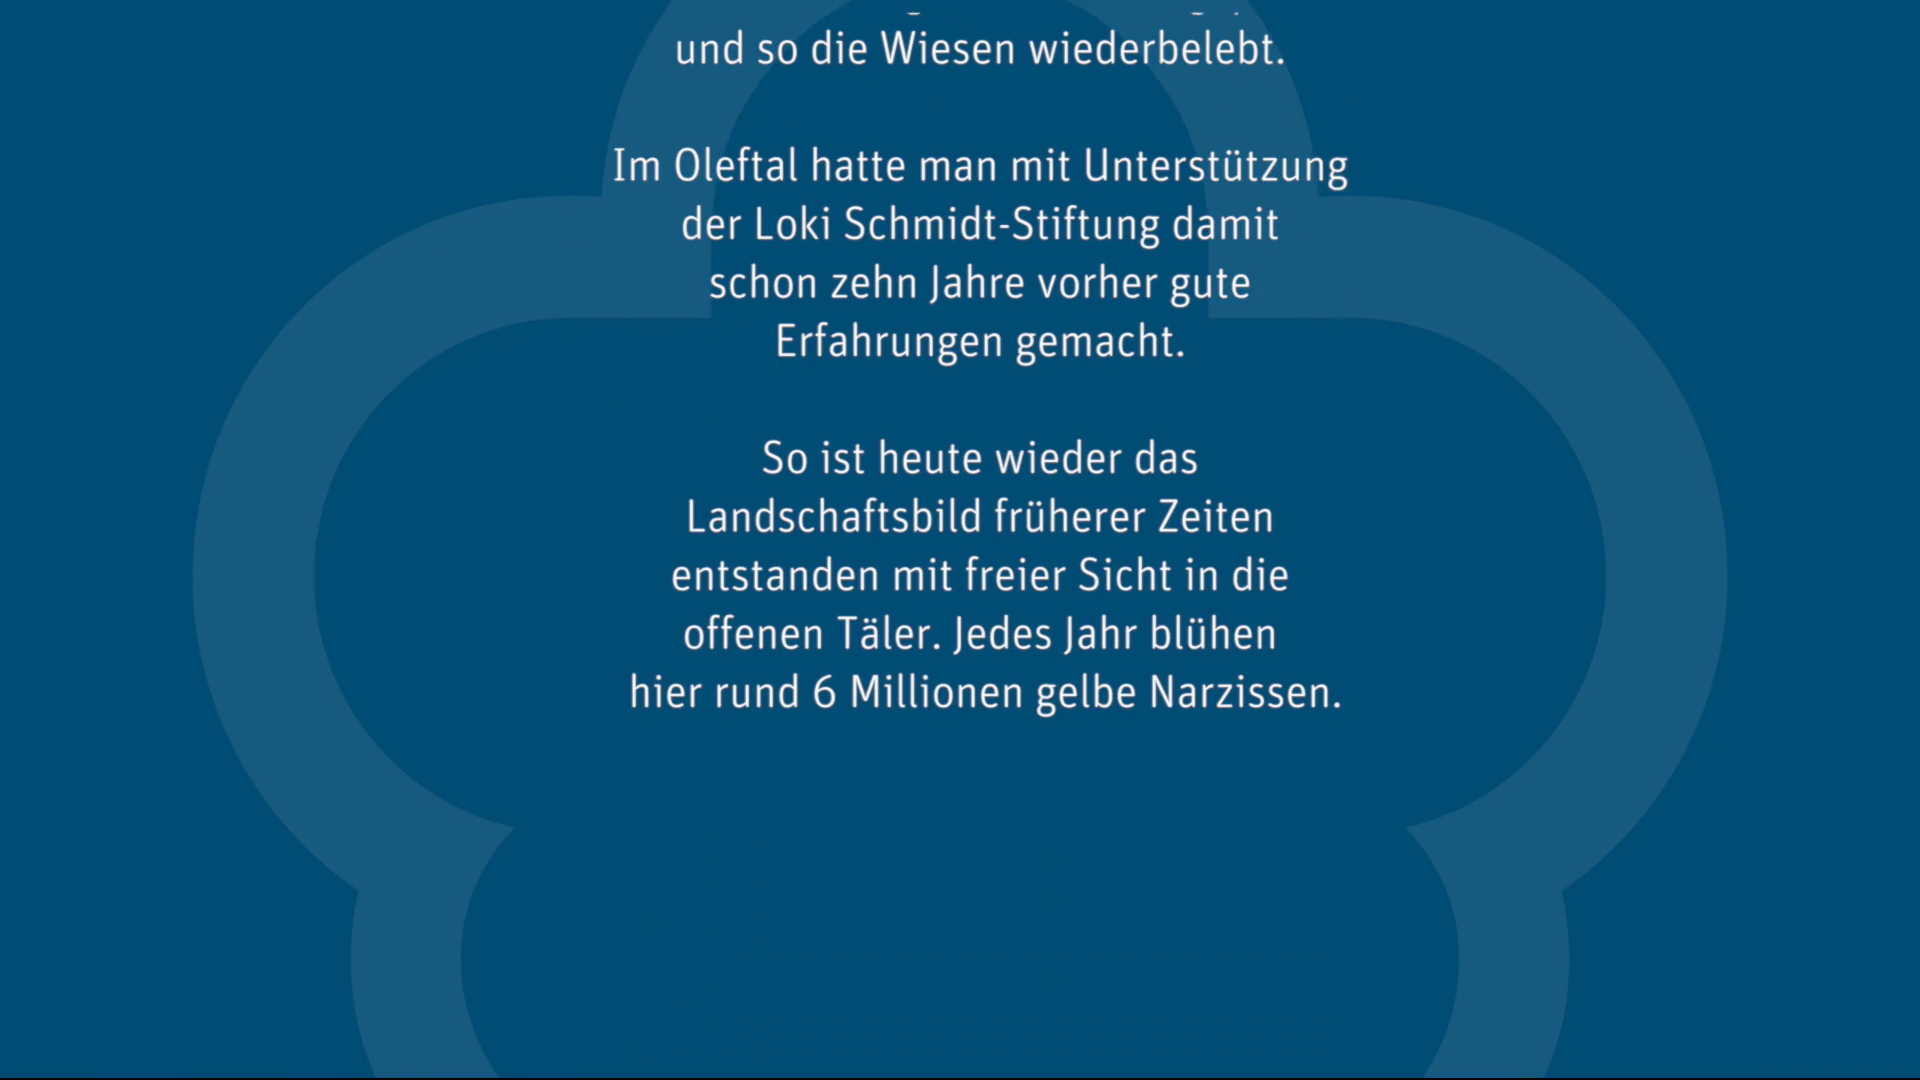 und so die Wiesen wiederbelebt.
Im Oleftal hatte man mit Unterstützung
der Loki Schmidt-Stiftung damit
schon zehn Jahre vorher gute
Erfahrungen gemacht.
So ist heute wieder das
Landschaftsbild früherer Zeiten
entstanden mit freier Sicht in die
offenen Täler. Jedes Jahr blühen
hier rund 6 Millionen gelbe Narzissen.